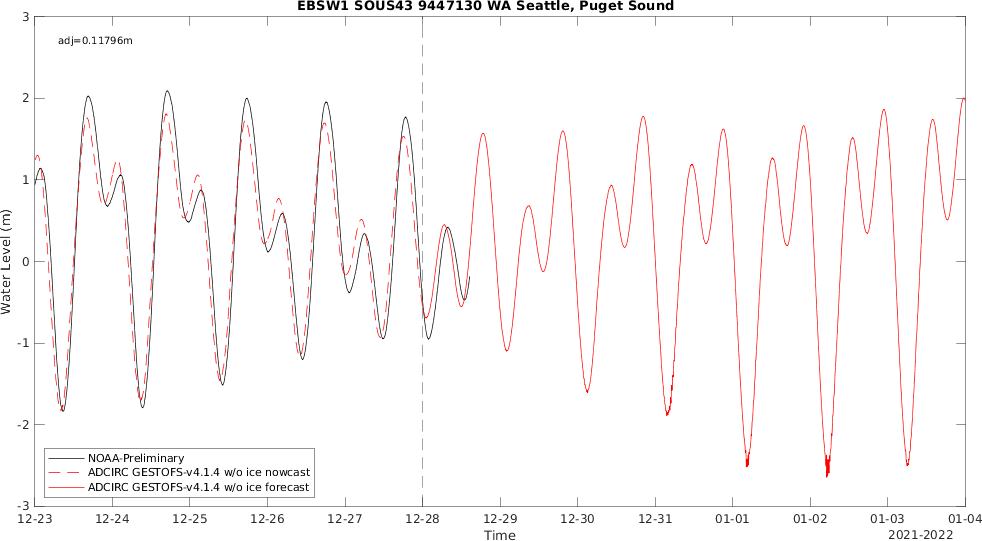 EBSW1 SOUS43 9447130 WA Seattle, Puget Sound
3
adj=0.11796m
2
1
0
-1
-2
-3
Water Level (m)
NOAA-Preliminary
ADCIRC GESTOFS-v4.1.4 w/o ice nowcast
ADCIRC GESTOFS-v4.1.4 w/o ice forecast
12-23 12-24 12-25 12-26 12-27 12-28 12-29 12-30 12-31 01-01 01-02 01-03 01-04
Time
2021-2022